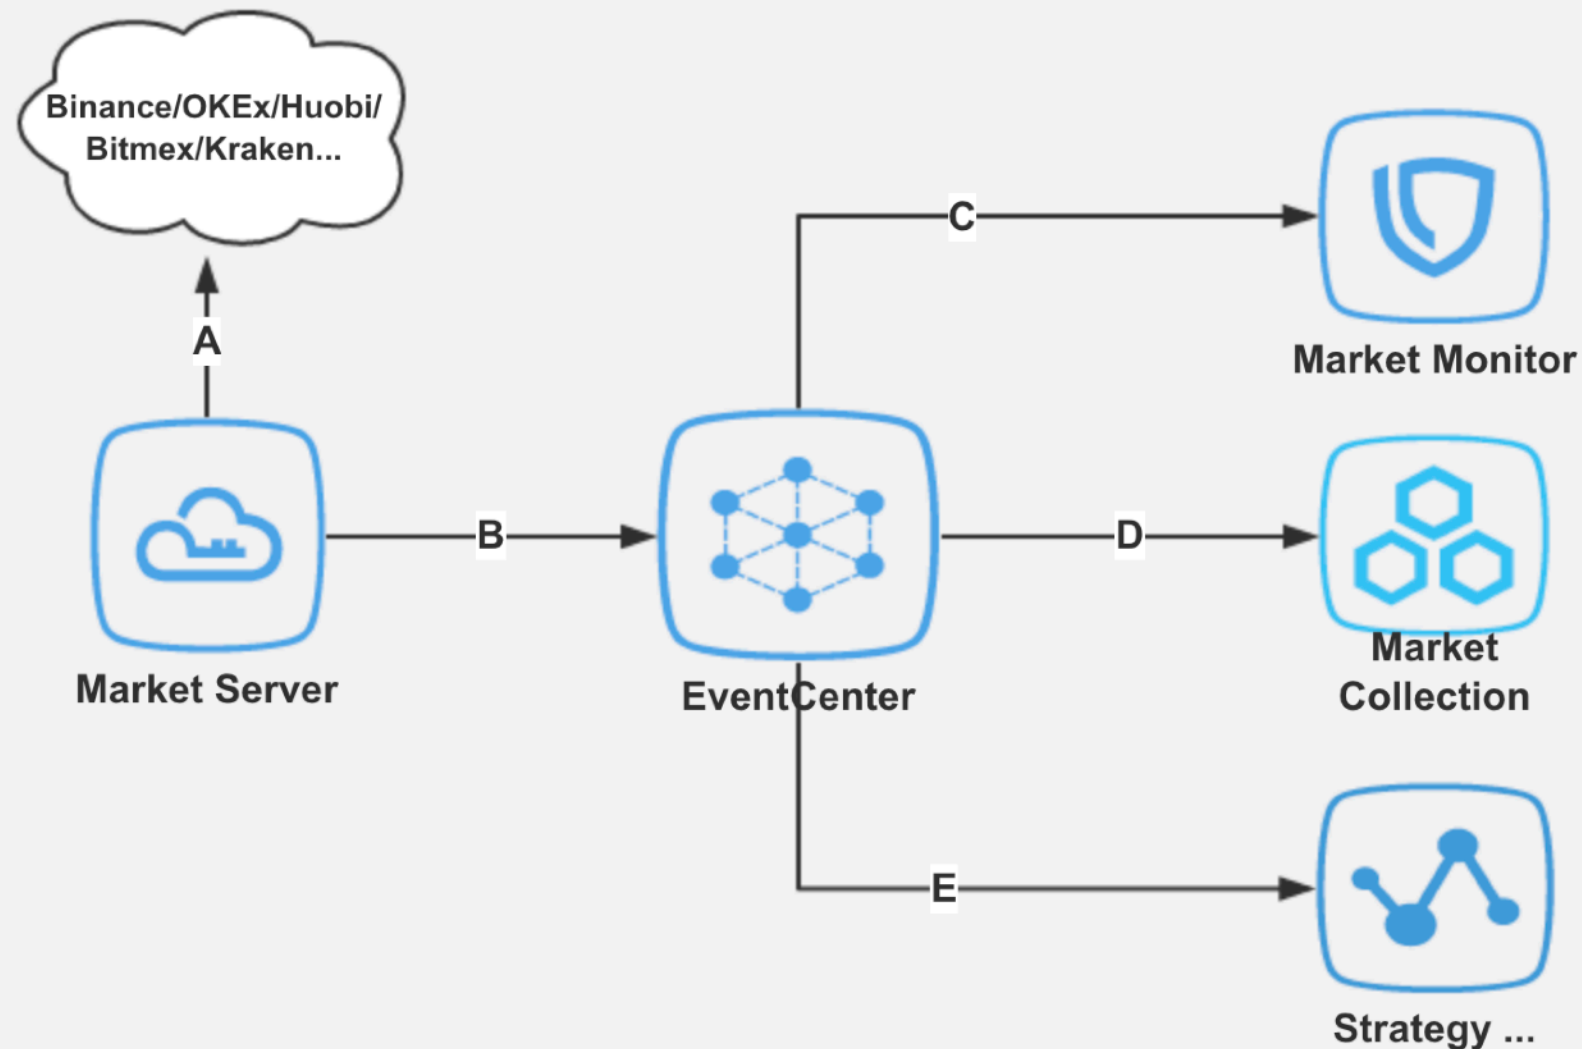 Binance/OKEx/Huobi/
Bitmex/Kraken...
A
Market Server
B
EventCenter
C
Market Monitor
D
Market
Collection
E
Strategy ...